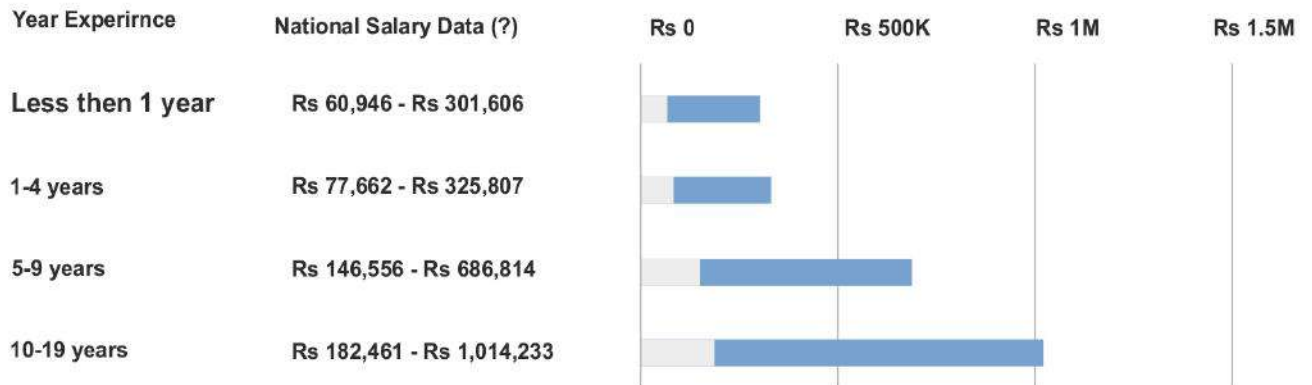 Year Experirnce National Salary Data (?) Rs 0 Rs 500K Rs 1M Rs 1.5M
Less then 1 year Rs 60,946 - Rs 301,606
1-4 years Rs 77,662 - Rs 325,807
5-9 years Rs 146,556 - Rs 686,814
10-19 years Rs 182,461 - Rs 1,014,233